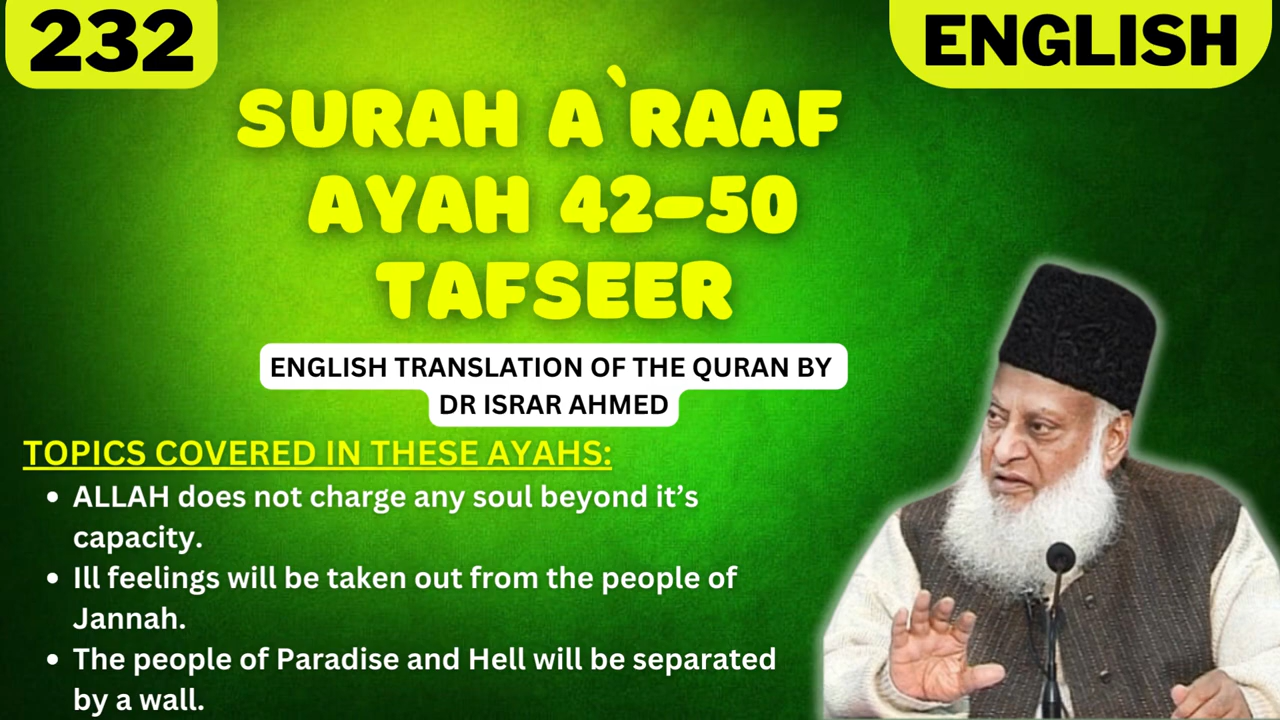 232
ENGLISH
SURAH A`RAAF
AYAH 42–50
TAFSEER
ENGLISH TRANSLATION OF THE QURAN BY
DR ISRAR AHMED
TOPICS COVERED IN THESE AYAHS:
• ALLAH does not charge any soul beyond it’s
capacity.
• Ill feelings will be taken out from the people of
Jannah.
• The people of Paradise and Hell will be separated
by a wall.